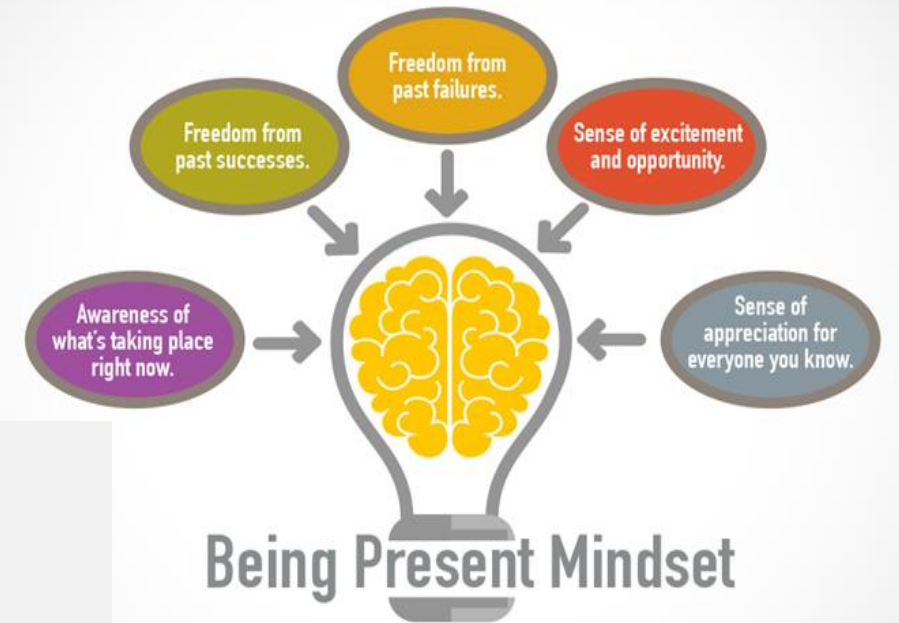 Freedom from
past failures.
Freedom from
past successes.
Sense of excitement
and opportunity.
Awareness of
what's taking place
right now.
Sense of
appreciation for
everyone you know.
Being Present Mindset